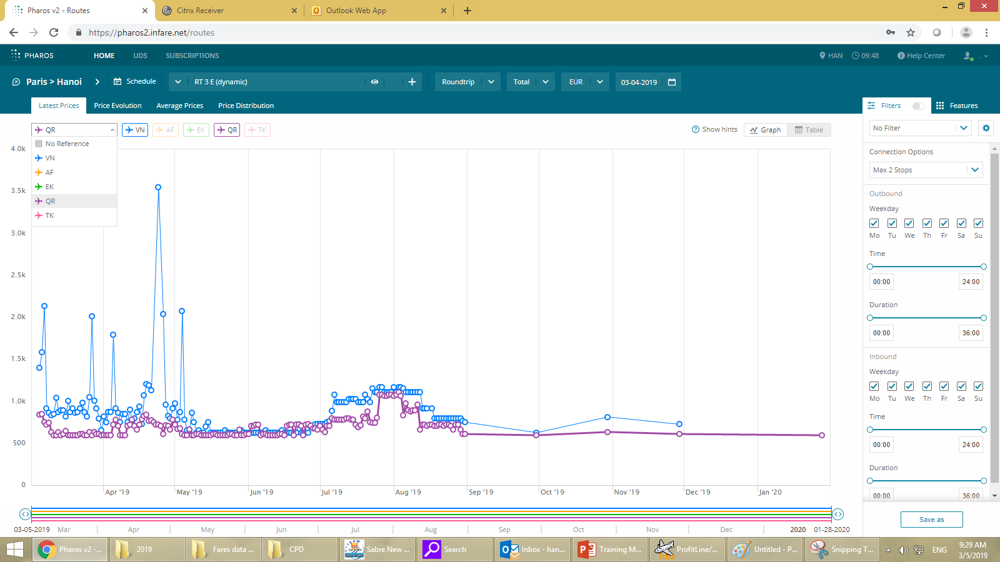 Pharos v2 - Routes
Citrix Receiver
Outlook Web App
https://pharos2.infare.net/routes
PHAROS
HOME
UDS
SUBSCRIPTIONS
HAN
09:48
Help Center
Paris > Hanoi
Schedule
RT 3 E (dynamic)
Roundtrip
Total
EUR
03-04-2019
Latest Prices
Price Evolution
Average Prices
Price Distribution
Filters
Features
QR
VN
AF
EK
QR
TK
Show hints
Graph
Table
No Reference
VN
AF
EK
QR
TK
4.0k
3.5k
3.0k
2.5k
2.0k
1.5k
1.0k
500
0
Apr '19
May '19
Jun '19
Jul '19
Aug '19
Sep '19
Oct '19
Nov '19
Dec '19
Jan '20
03-05-2019
Mar
Apr
May
Jun
Jul
Aug
Sep
Oct
Nov
Dec
2020
01-28-2020
No Filter
Connection Options
Max 2 Stops
Outbound
Weekday
Mo Tu We Th Fr Sa Su
Time
00:00
24:00
Duration
00:00
36:00
Inbound
Weekday
Mo Tu We Th Fr Sa Su
Time
00:00
24:00
Duration
00:00
36:00
Save as
Pharos v2 -...
2019
Fares data ...
CPD
Sabre New ...
Search
Inbox - han...
Training M...
ProfitLine/...
Untitled - P...
Snipping T...
ENG
9:29 AM
3/5/2019